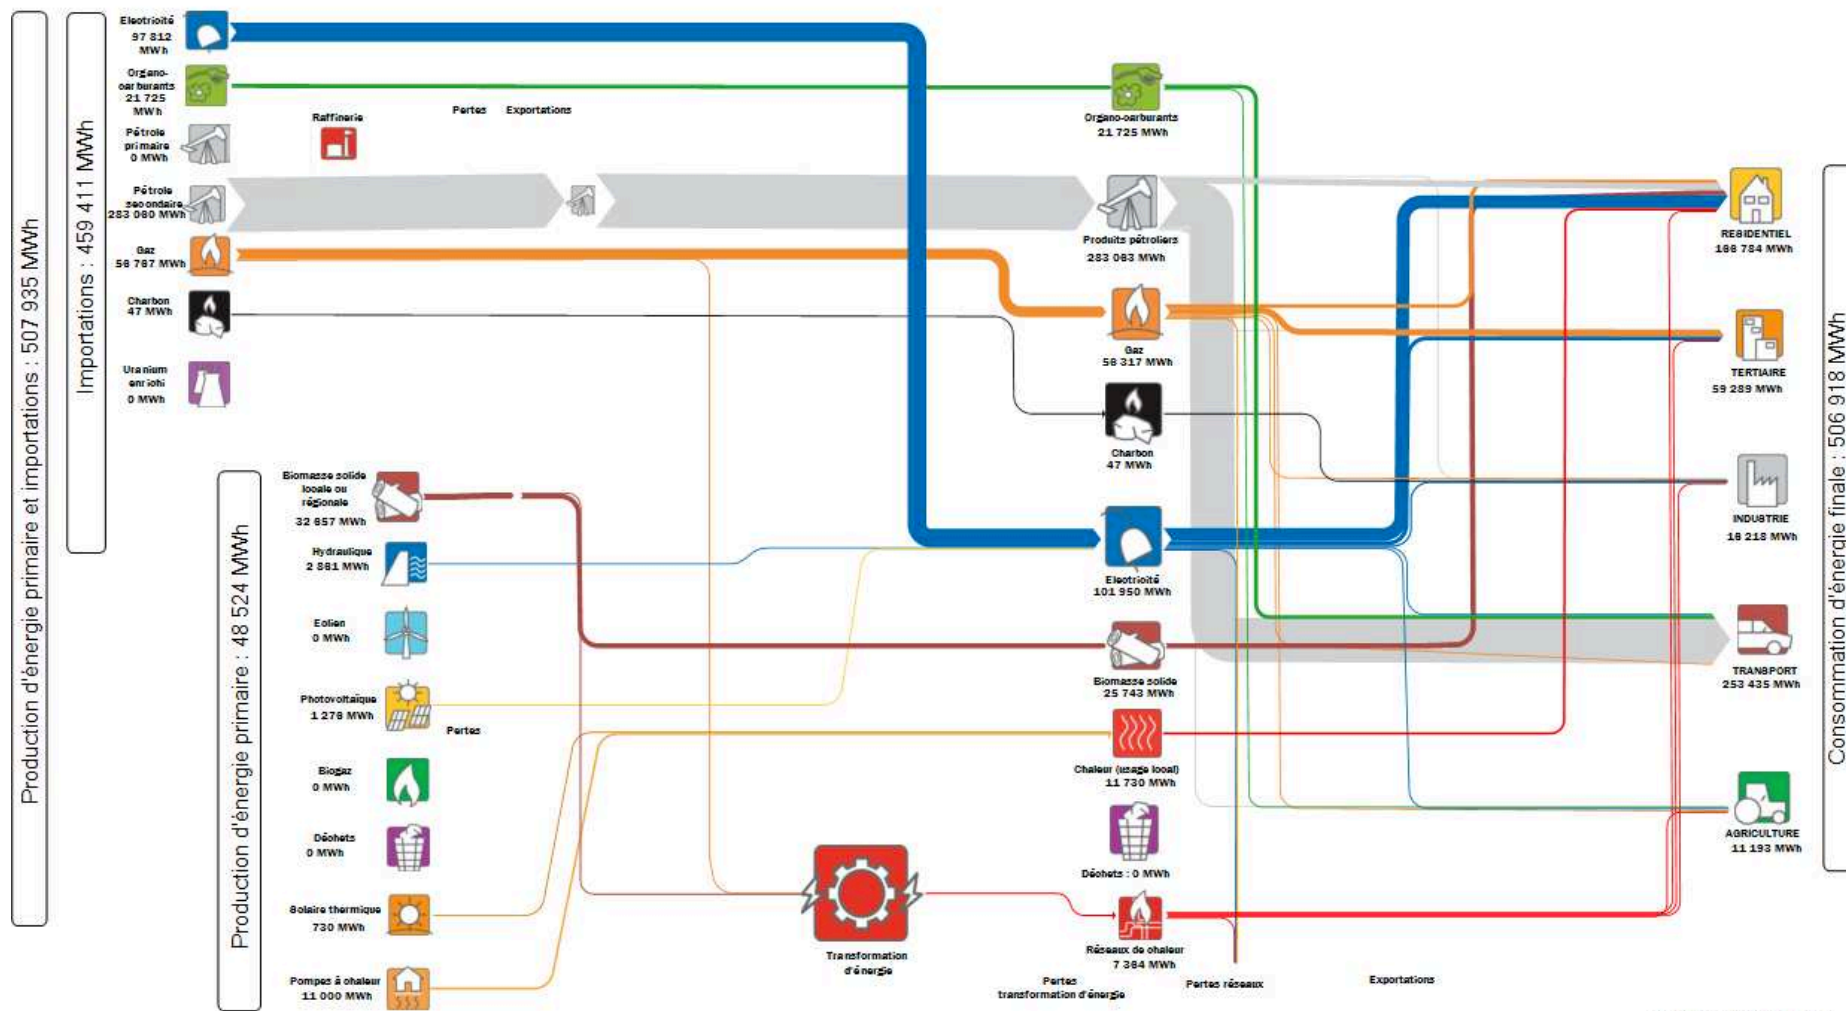 Production d'énergie primaire et importations : 507 935 MWh
Importations : 459 411 MWh
Electricité
97 812
MWh
Organo-
carburants
21 725
MWh
Pétrole
primaire
0 MWh
Pétrole
secondaire
283 060 MWh
Gaz
56 767 MWh
Charbon
47 MWh
Uranium
enrichi
0 MWh
Raffinerie
Pertes
Exportations
Production d'énergie primaire : 48 524 MWh
Biomasse solide
locale ou
régionale
32 657 MWh
Hydraulique
2 861 MWh
Eolien
0 MWh
Photovoltaïque
1 276 MWh
Pertes
Biogaz
0 MWh
Déchets
0 MWh
Solaire thermique
730 MWh
Pompes à chaleur
11 000 MWh
Transformation
d'énergie
Organo-carburants
21 725 MWh
Produits pétroliers
283 063 MWh
Gaz
56 317 MWh
Charbon
47 MWh
Electricité
101 950 MWh
Biomasse solide
25 743 MWh
Chaleur (usage local)
11 730 MWh
Déchets : 0 MWh
Réseaux de chaleur
7 364 MWh
Pertes
transformation d'énergie
Pertes réseaux
Exportations
RESIDENTIEL
166 784 MWh
TERTIAIRE
59 289 MWh
INDUSTRIE
16 218 MWh
TRANSPORT
253 435 MWh
AGRICULTURE
11 193 MWh
Consommation d'énergie finale : 506 918 MWh